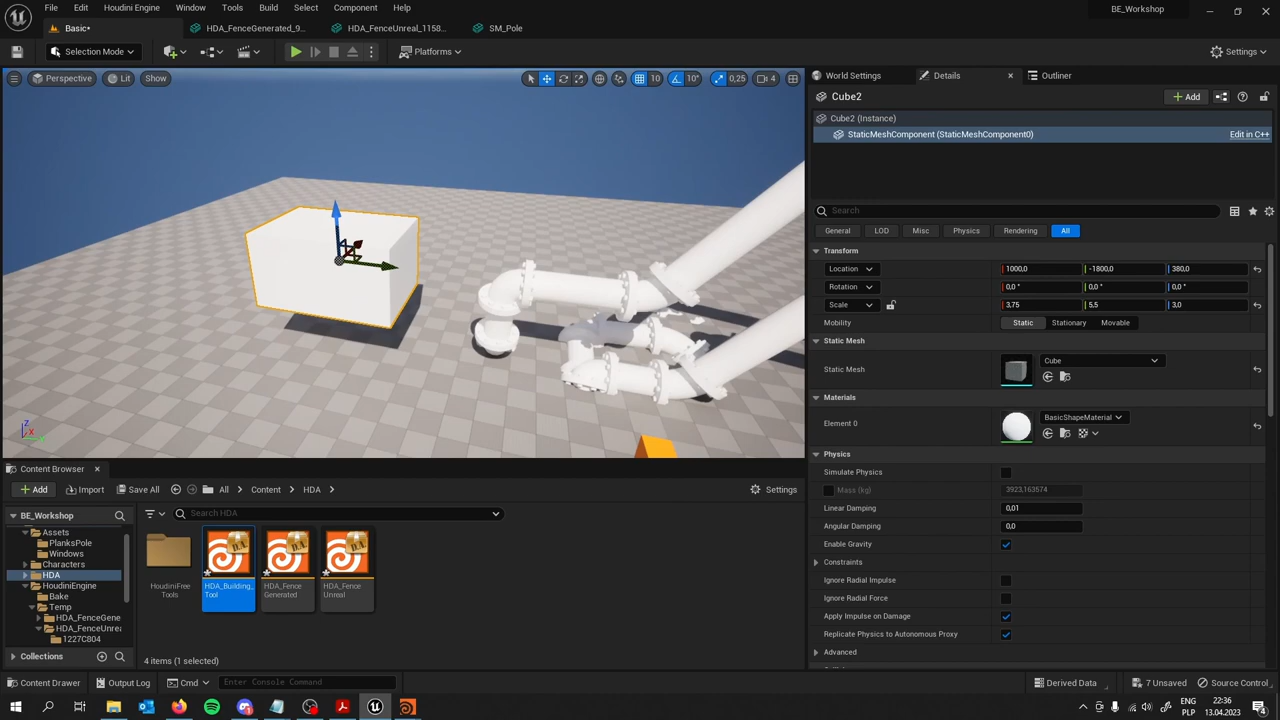 File Edit Houdini Engine Window Tools Build Select Component Help
BE_Workshop
Basic* HDA_FenceGenerated_9... HDA_FenceUnreal_1158... SM_Pole
Selection Mode Platforms Settings
Perspective Lit Show 10 10° 0,25 4
World Settings Details Outliner
Cube2 Add
Cube2 (Instance)
StaticMeshComponent (StaticMeshComponent0) Edit in C++
Search
General LOD Misc Physics Rendering All
Transform
Location 1000,0 -1800,0 380,0
Rotation 0,0 ° 0,0 ° 0,0 °
Scale 3,75 5,5 3,0
Mobility Static Stationary Movable
Static Mesh
Static Mesh Cube
Materials
Element 0 BasicShapeMaterial
Physics
Simulate Physics
Mass (kg) 3923,163574
Linear Damping 0,01
Angular Damping 0,0
Enable Gravity
Constraints
Ignore Radial Impulse
Ignore Radial Force
Apply Impulse on Damage
Replicate Physics to Autonomous Proxy
Advanced
Z X Y
Content Browser
Add Import Save All All Content HDA Settings
BE_Workshop
Search HDA
Assets
PlanksPole
Windows
Characters
HDA
HoudiniEngine
Bake
Temp
HDA_FenceGene
HDA_FenceUnrea
1227C804
Collections
HoudiniFree
Tools
HDA_Building_
Tool
HDA_Fence
Generated
HDA_Fence
Unreal
4 items (1 selected)
Content Drawer Output Log Cmd Enter Console Command Derived Data 7 Unsaved Source Control
PLP
22:36
13.04.2023